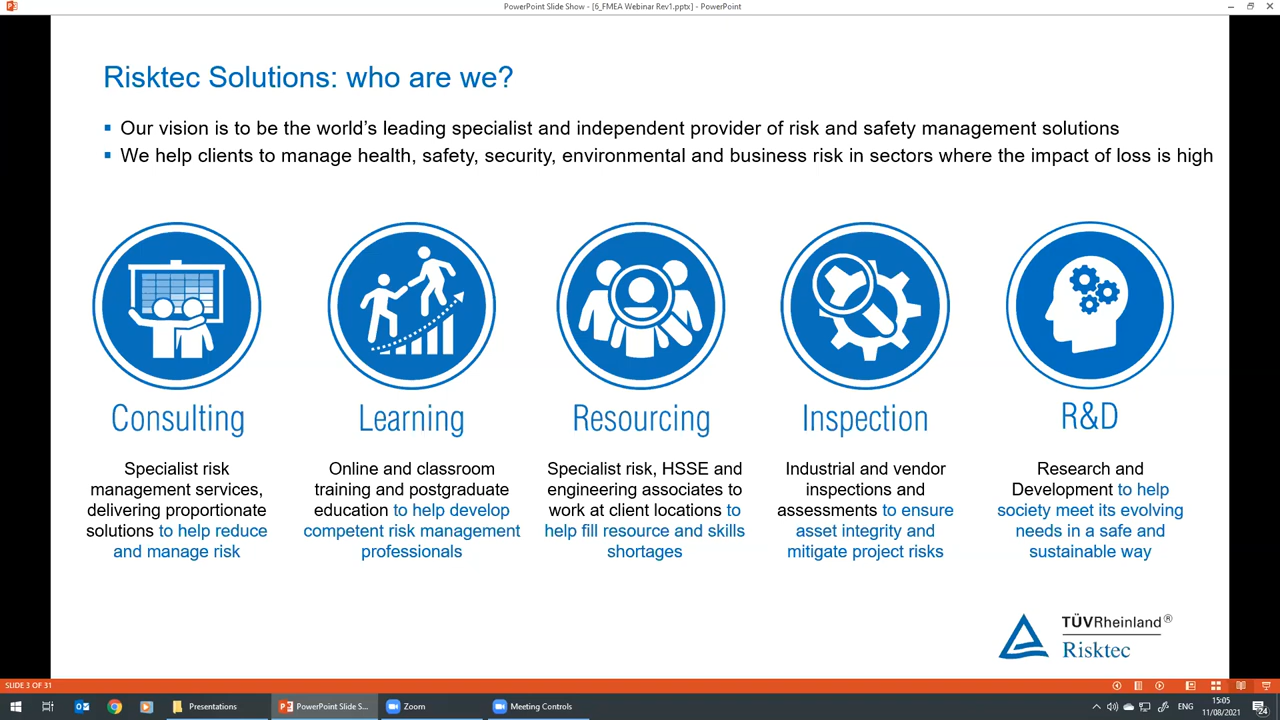 PowerPoint Slide Show - [6_FMEA Webinar Rev1.pptx] - PowerPoint
Risktec Solutions: who are we?
Our vision is to be the world's leading specialist and independent provider of risk and safety management solutions
We help clients to manage health, safety, security, environmental and business risk in sectors where the impact of loss is high
Consulting
Specialist risk
management services,
delivering proportionate
solutions to help reduce
and manage risk
Learning
Online and classroom
training and postgraduate
education to help develop
competent risk management
professionals
Resourcing
Specialist risk, HSSE and
engineering associates to
work at client locations to
help fill resource and skills
shortages
Inspection
Industrial and vendor
inspections and
assessments to ensure
asset integrity and
mitigate project risks
R&D
Research and
Development to help
society meet its evolving
needs in a safe and
sustainable way
TÜVRheinland®
Risktec
SLIDE 3 OF 31
Presentations
PowerPoint Slide S...
Zoom
Meeting Controls
ENG
15:05
11/08/2021
24